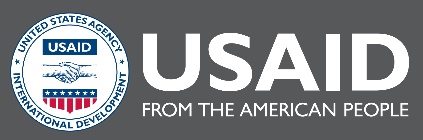 UNITED STATES AGENCY
USAID
INTERNATIONAL DEVELOPMENT
USAID
FROM THE AMERICAN PEOPLE